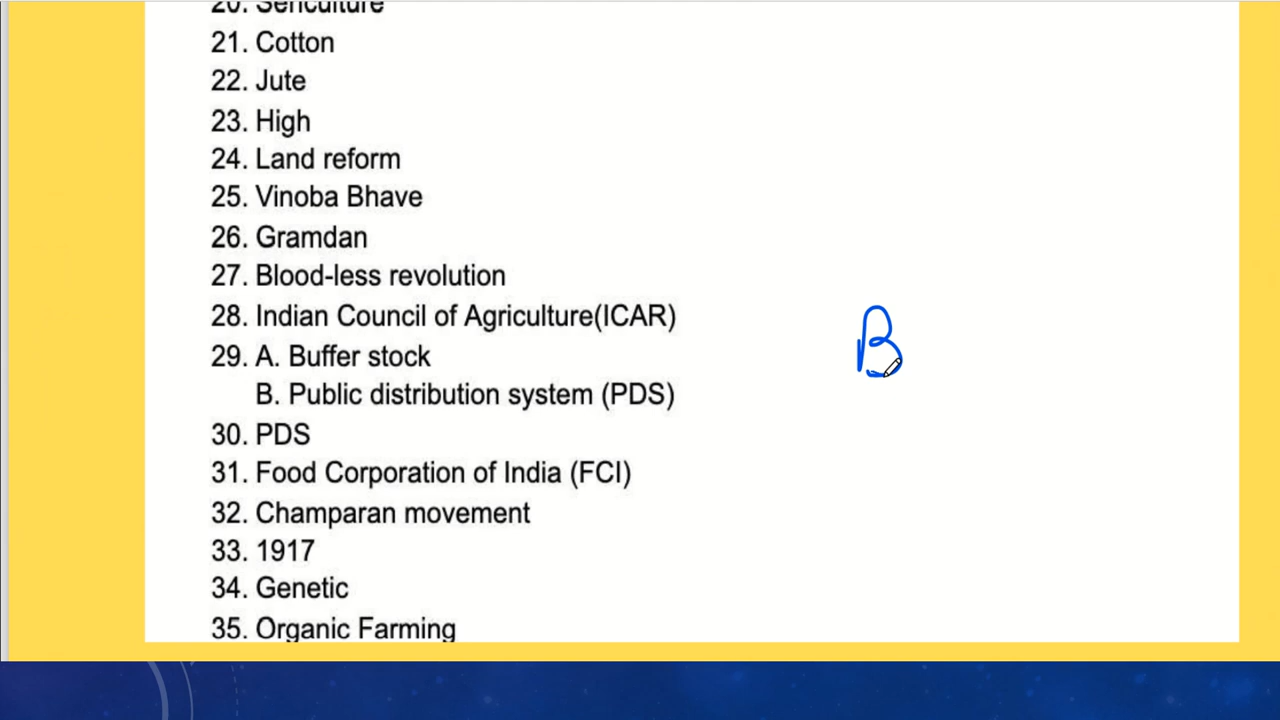 20. Sericulture
21. Cotton
22. Jute
23. High
24. Land reform
25. Vinoba Bhave
26. Gramdan
27. Blood-less revolution
28. Indian Council of Agriculture(ICAR)
29. A. Buffer stock
B. Public distribution system (PDS)
30. PDS
31. Food Corporation of India (FCI)
32. Champaran movement
33. 1917
34. Genetic
35. Organic Farming
B